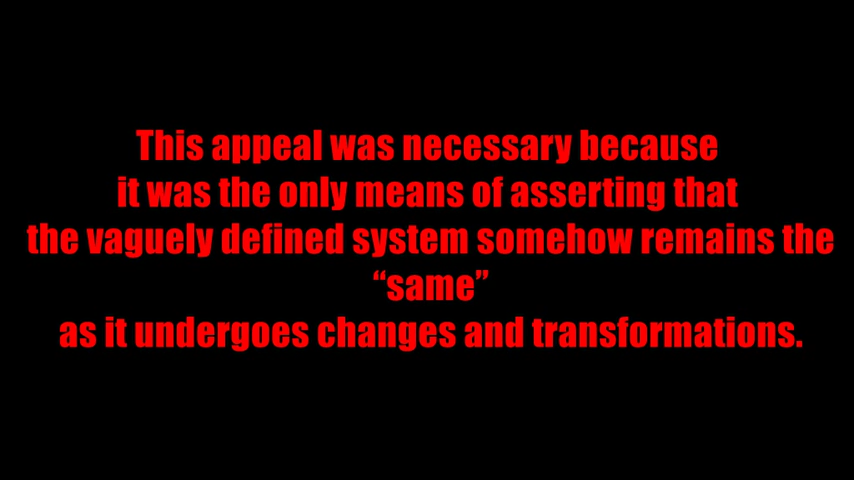 This appeal was necessary because
it was the only means of asserting that
the vaguely defined system somehow remains the
“same”
as it undergoes changes and transformations.